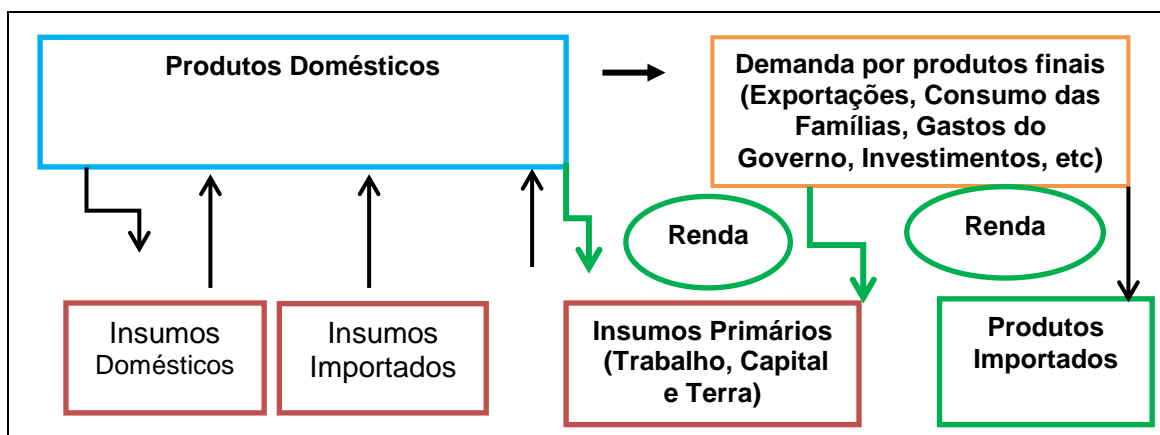 Produtos Domésticos
Demanda por produtos finais
(Exportações, Consumo das
Famílias, Gastos do
Governo, Investimentos, etc)
Renda
Renda
Insumos
Domésticos
Insumos
Importados
Insumos Primários
(Trabalho, Capital
e Terra)
Produtos
Importados